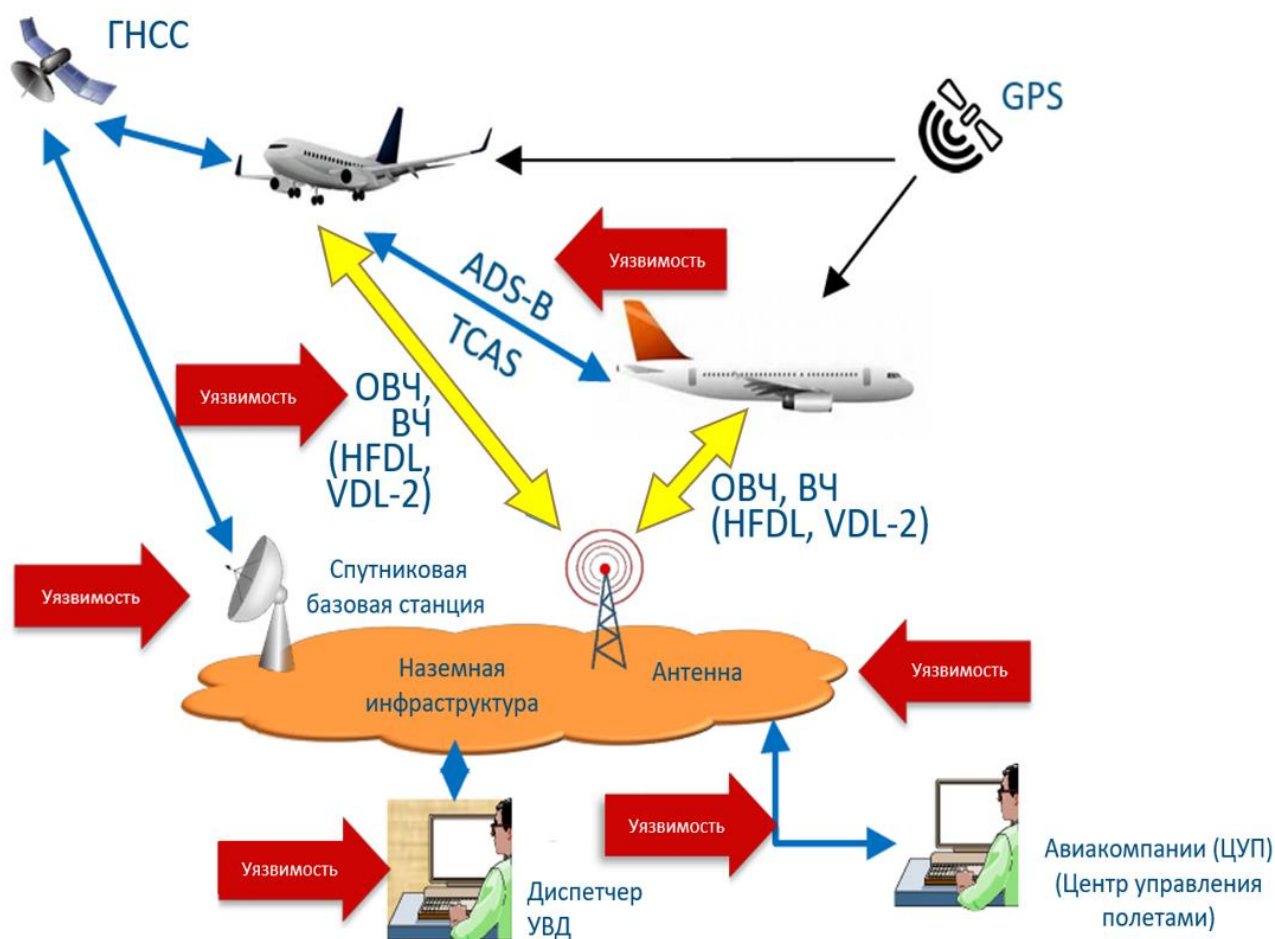 ГНСС
GPS
Уязвимость
ADS-B
TCAS
Уязвимость
ОВЧ,
ВЧ
(HFDL,
VDL-2)
ОВЧ, ВЧ
(HFDL, VDL-2)
Уязвимость
Спутниковая
базовая станция
Наземная
инфраструктура
Антенна
Уязвимость
Уязвимость
Диспетчер
УВД
Уязвимость
Авиакомпании (ЦУП)
(Центр управления
полетами)